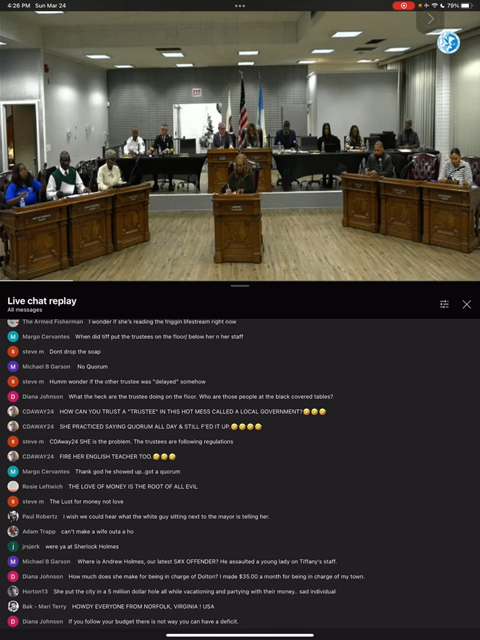 4:26 PM Sun Mar 24
79%
Live chat replay
All messages
The Armed Fisherman I wonder if she's reading the friggin lifestream right now
Margo Cervantes When did tiff put the trustees on the floor/ below her n her staff
steve m Dont drop the soap
Michael B Garson No Quorum
steve m Humm wonder if the other trustee was "delayed" somehow
Diana Johnson What the heck are the trustee doing on the floor. Who are those people at the black covered tables?
CDAWAY24 HOW CAN YOU TRUST A "TRUSTEE" IN THIS HOT MESS CALLED A LOCAL GOVERNMENT?🤣🤣🤣
CDAWAY24 SHE PRACTICED SAYING QUORUM ALL DAY & STILL F'ED IT UP.🤣🤣🤣🤣
steve m CDAway24 SHE is the problem. The trustees are following regulations
CDAWAY24 FIRE HER ENGLISH TEACHER TOO.🤣🤣🤣
Margo Cervantes Thank god he showed up..got a quorum
Rosie Leftwich THE LOVE OF MONEY IS THE ROOT OF ALL EVIL
steve m The Lust for money not love
Paul Robertz I wish we could hear what the white guy sitting next to the mayor is telling her.
Adam Trapp can't make a wife outa a ho
jrsjerk were ya at Sherlock Holmes
Michael B Garson Where is Andrew Holmes, our latest S#X OFFENDER? He assaulted a young lady on Tiffany's staff.
Diana Johnson How much does she make for being in charge of Dolton? I made $35.00 a month for being in charge of my town.
Horton13 She put the city in a 5 million dollar hole all while vacationing and partying with their money.. sad individual
Bak - Mari Terry HOWDY EVERYONE FROM NORFOLK, VIRGINIA ! USA
Diana Johnson If you follow your budget there is not way you can have a deficit.